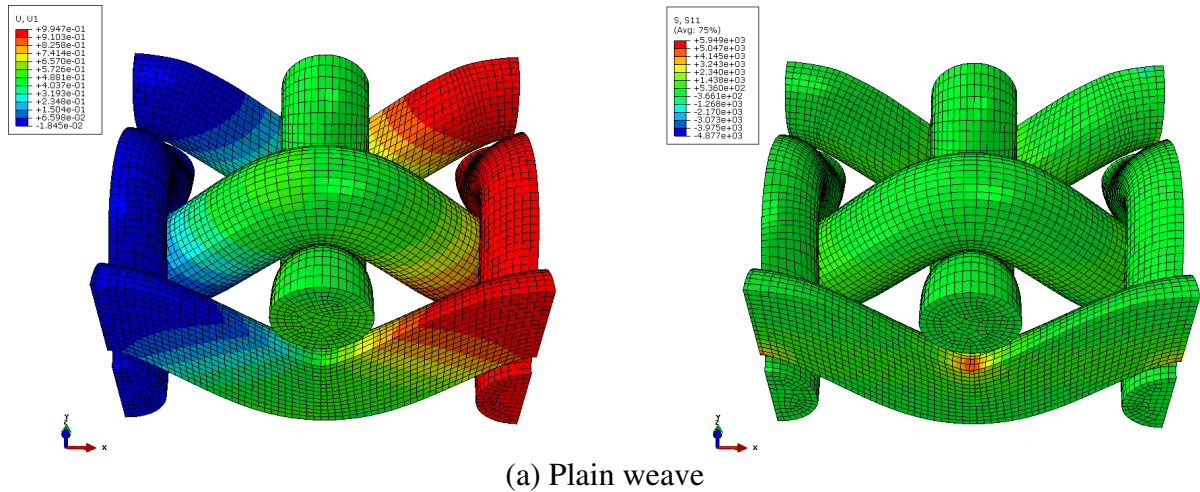 U, U1
+9.947e-01
+9.103e-01
+8.258e-01
+7.414e-01
+6.570e-01
+5.726e-01
+4.881e-01
+4.037e-01
+3.193e-01
+2.348e-01
+1.504e-01
+6.598e-02
-1.845e-02
S, S11
(Avg: 75%)
+5.949e+03
+5.047e+03
+4.145e+03
+3.243e+03
+2.340e+03
+1.438e+03
+5.360e+02
-3.661e+02
-1.268e+03
-2.170e+03
-3.073e+03
-3.975e+03
-4.877e+03
Y
Z
X
Y
Z
X
(a) Plain weave